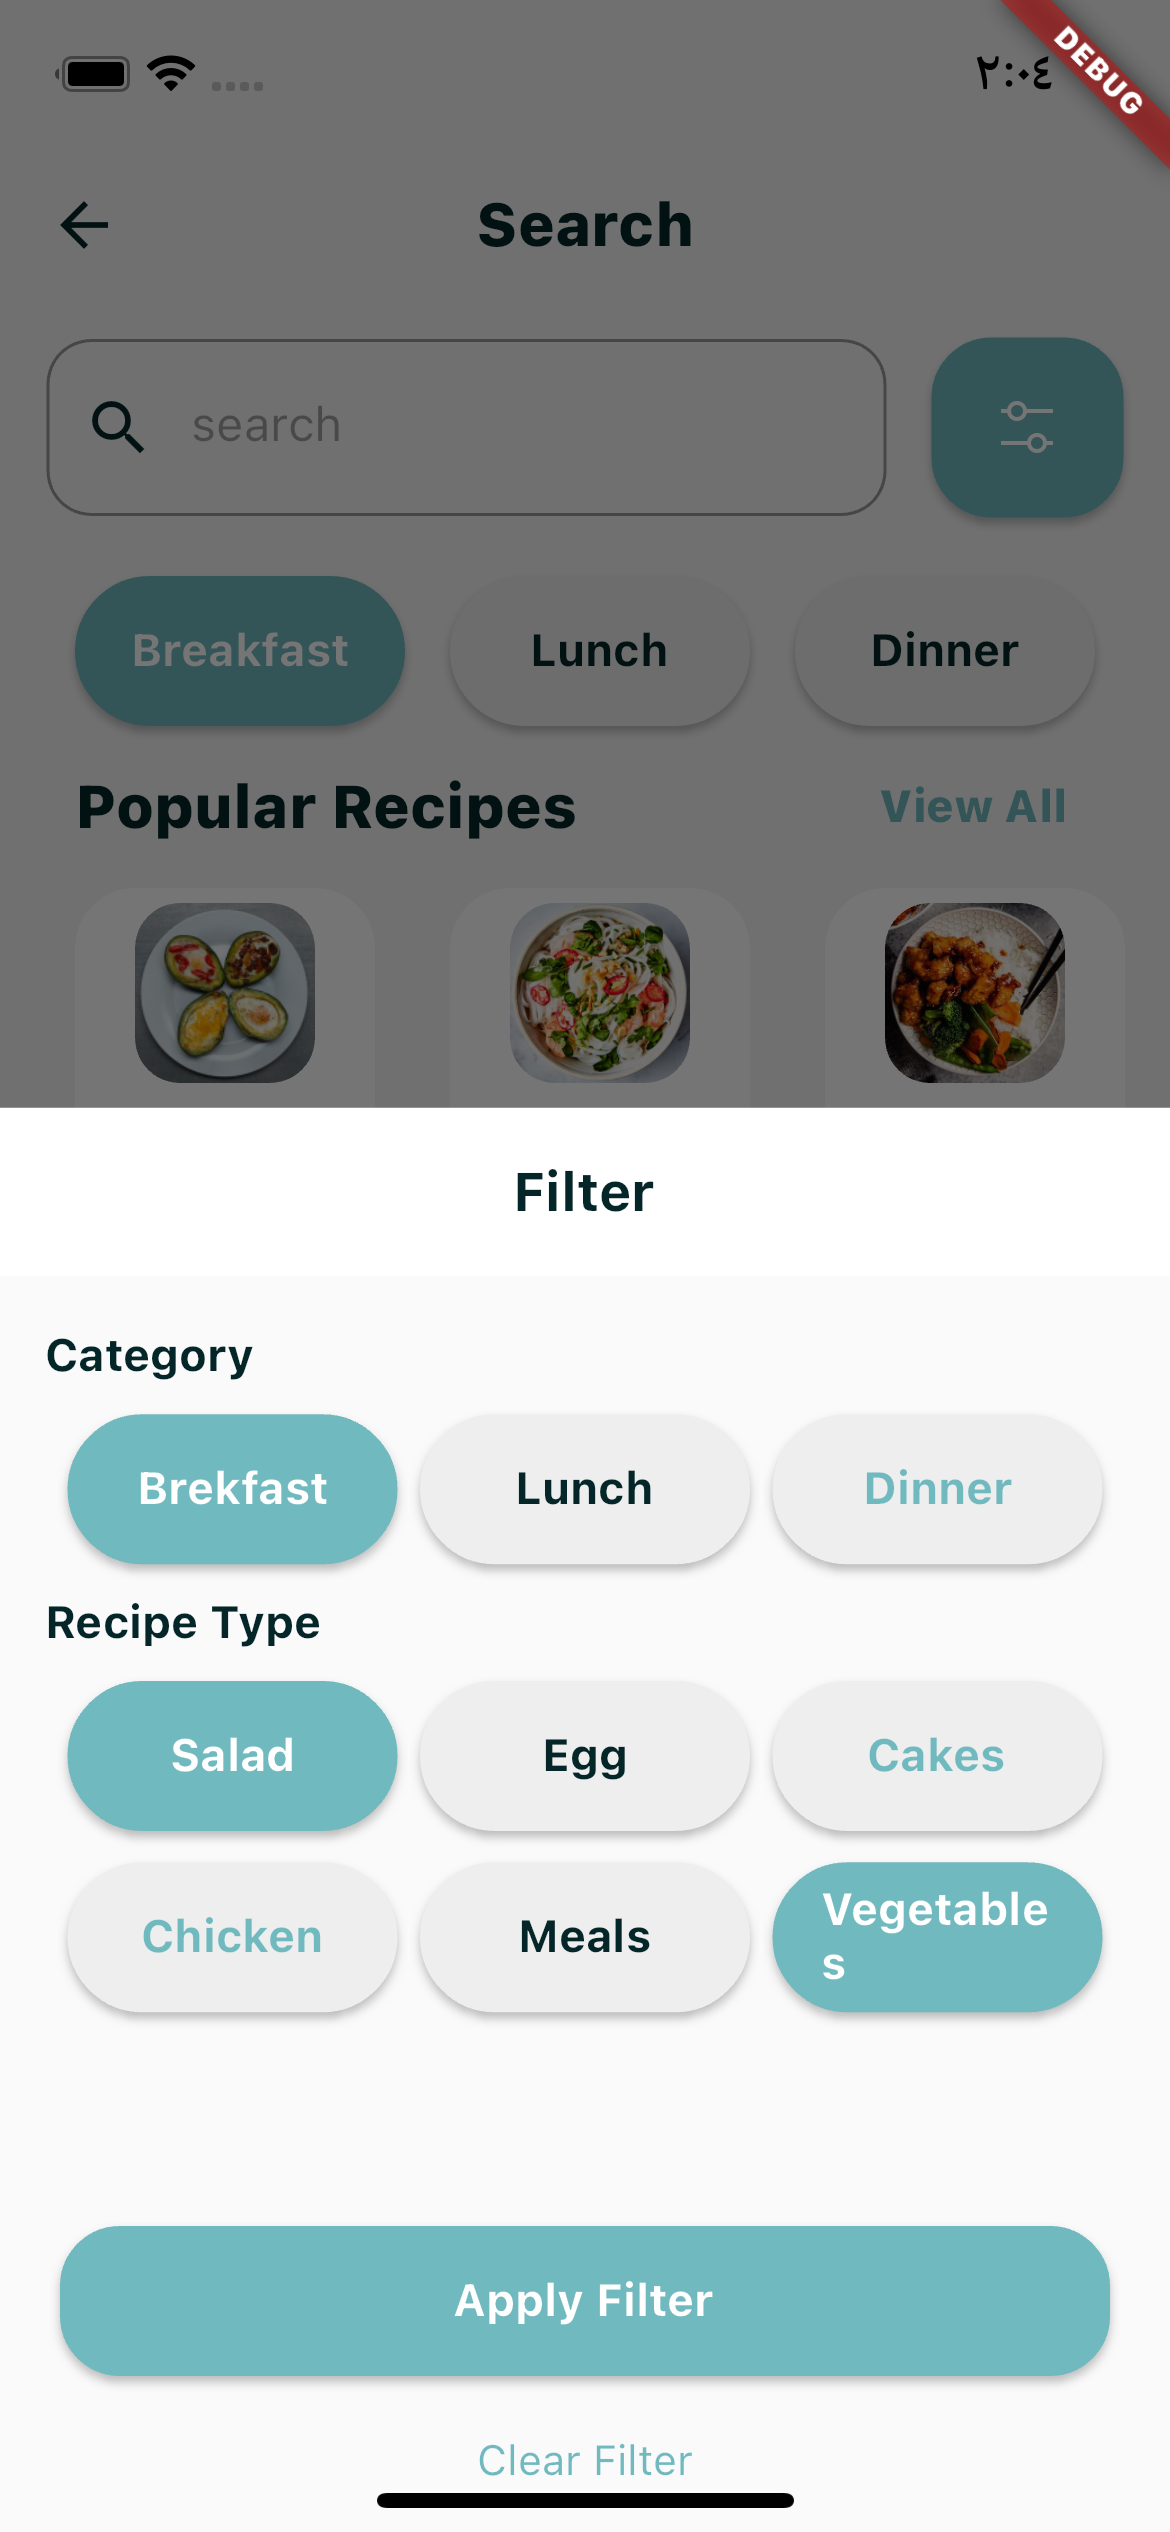 ٢:٠٤
DEBUG
Search
search
Breakfast
Lunch
Dinner
Popular Recipes
View All
Filter
Category
Brekfast
Lunch
Dinner
Recipe Type
Salad
Egg
Cakes
Chicken
Meals
Vegetable
s
Apply Filter
Clear Filter